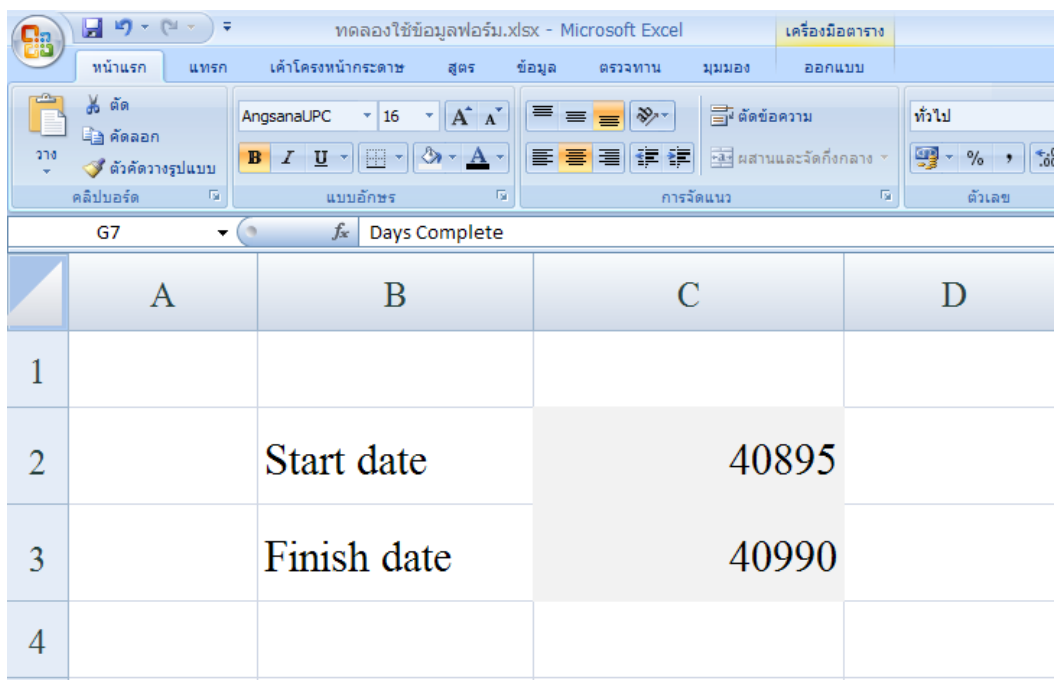 ทดลองใช้ข้อมูลฟอร์ม.xlsx - Microsoft Excel
เครื่องมือตาราง
หน้าแรก แทรก เค้าโครงหน้ากระดาษ สูตร ข้อมูล ตรวจทาน มุมมอง ออกแบบ
วาง
ตัด
คัดลอก
ตัวคัดวางรูปแบบ
คลิปบอร์ด
AngsanaUPC 16 A A
B I U A
แบบอักษร
ตัดข้อความ
ผสานและจัดกึ่งกลาง
การจัดแนว
ทั่วไป
% , .00
ตัวเลข
G7 fx Days Complete
A B C D
1
2 Start date 40895
3 Finish date 40990
4